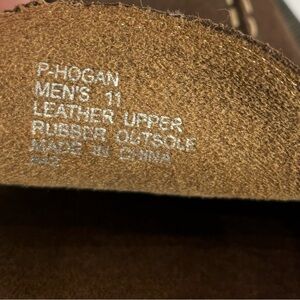 P-HOGAN
MEN'S 11
LEATHER UPPER
RUBBER OUTSOLE
MADE IN CHINA